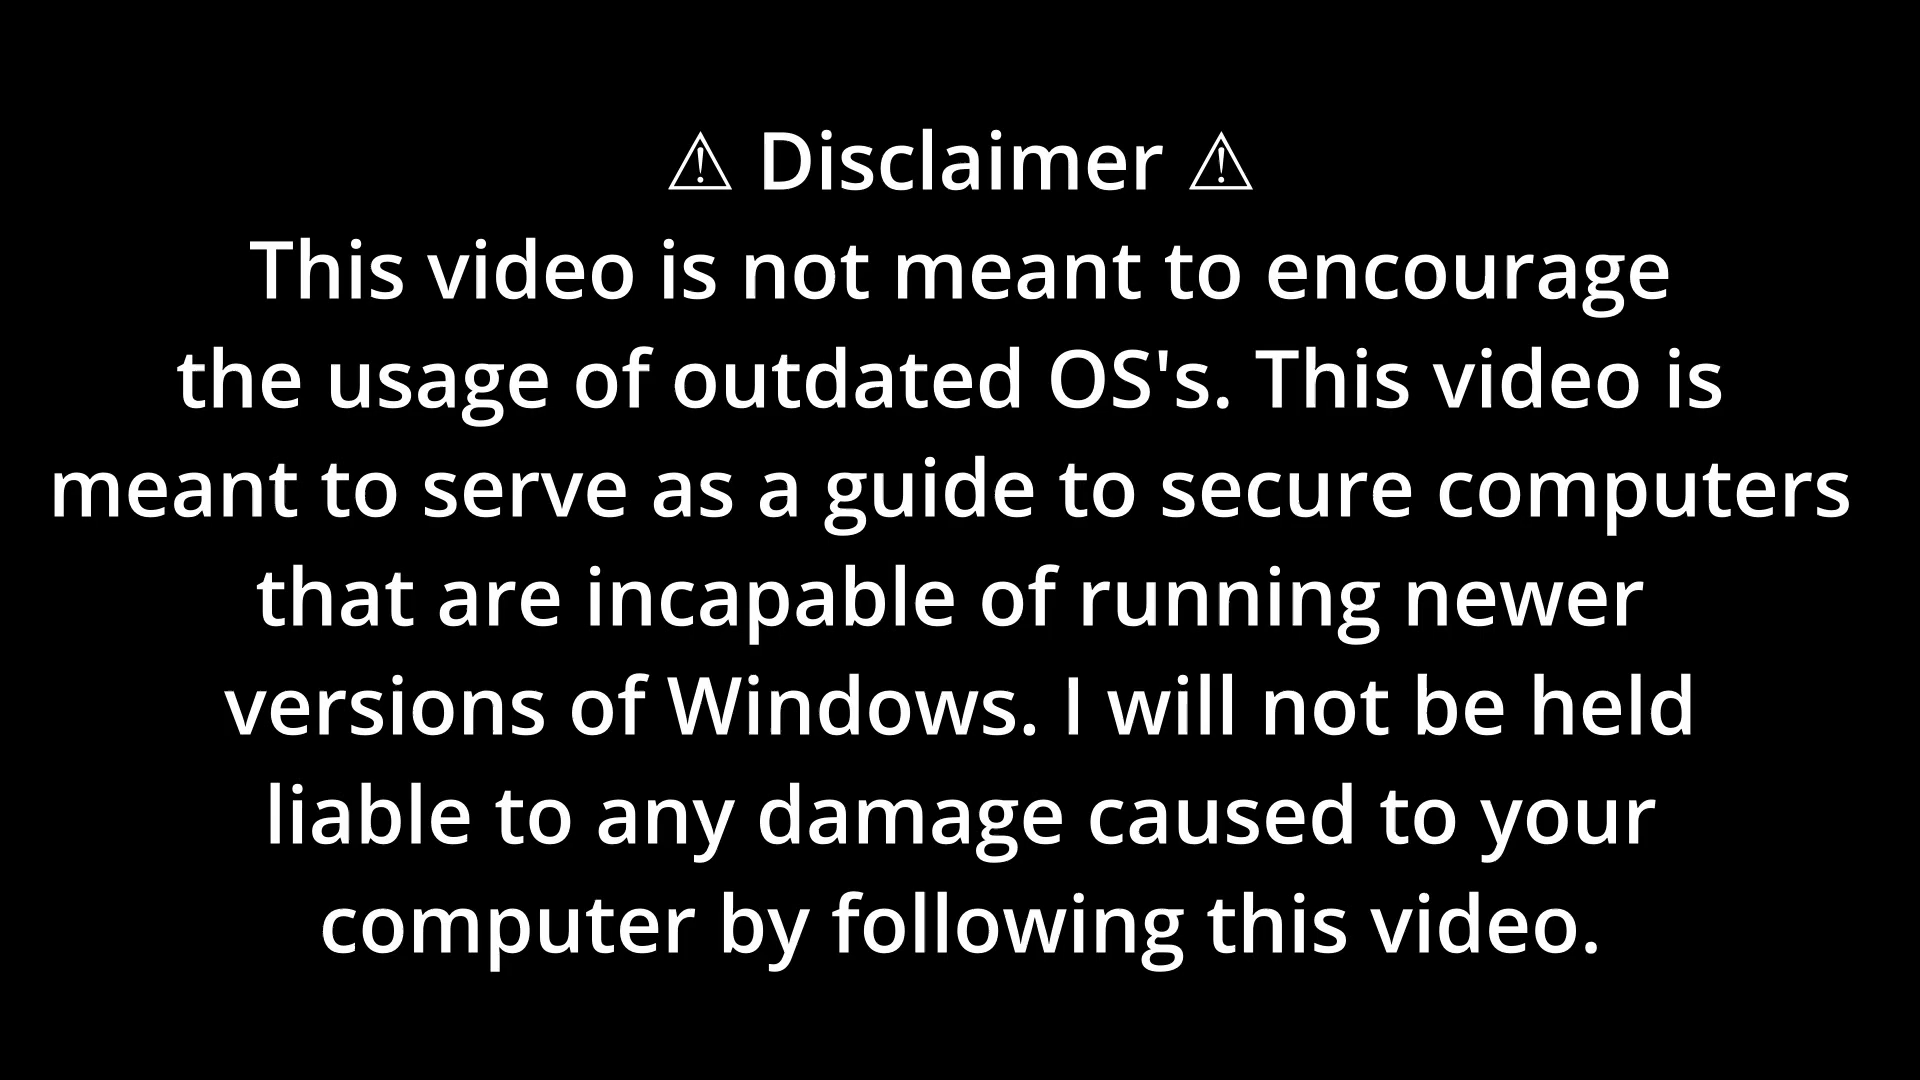 ⚠ Disclaimer ⚠
This video is not meant to encourage
the usage of outdated OS's. This video is
meant to serve as a guide to secure computers
that are incapable of running newer
versions of Windows. I will not be held
liable to any damage caused to your
computer by following this video.